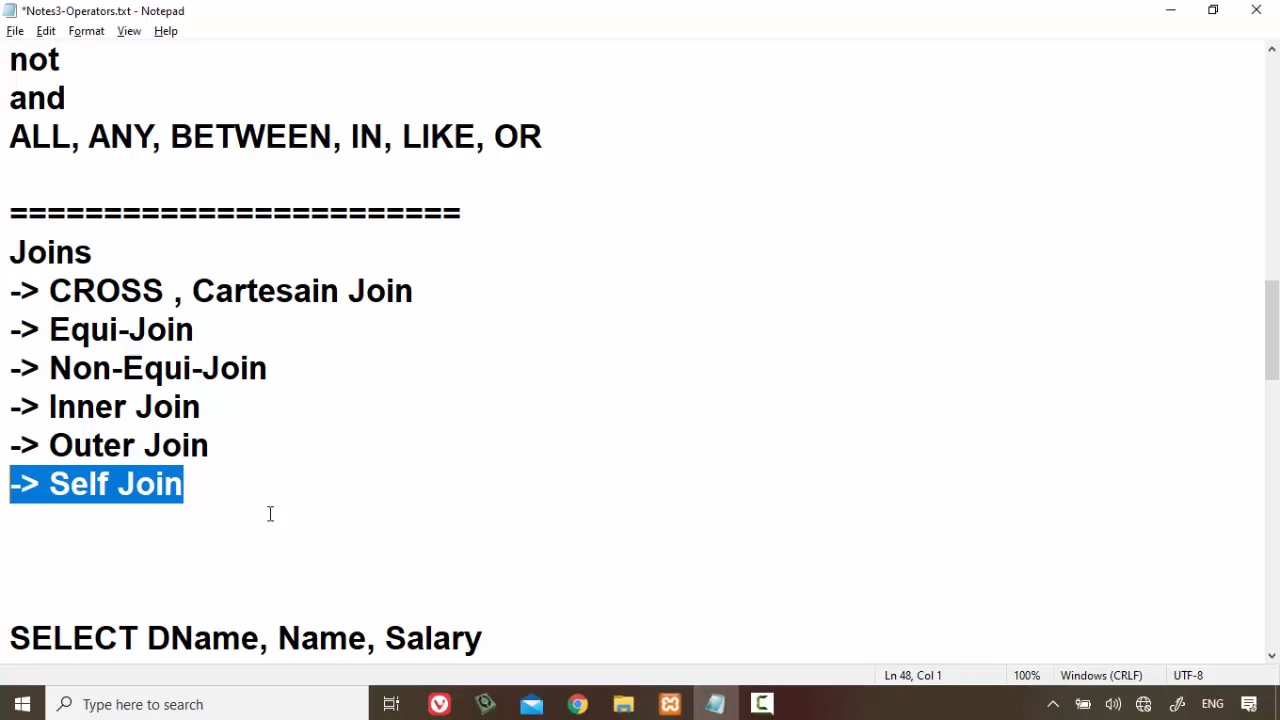 *Notes3-Operators.txt - Notepad
File Edit Format View Help
not
and
ALL, ANY, BETWEEN, IN, LIKE, OR
========================
Joins
-> CROSS , Cartesain Join
-> Equi-Join
-> Non-Equi-Join
-> Inner Join
-> Outer Join
-> Self Join
SELECT DName, Name, Salary
Ln 48, Col 1 100% Windows (CRLF) UTF-8
Type here to search ENG